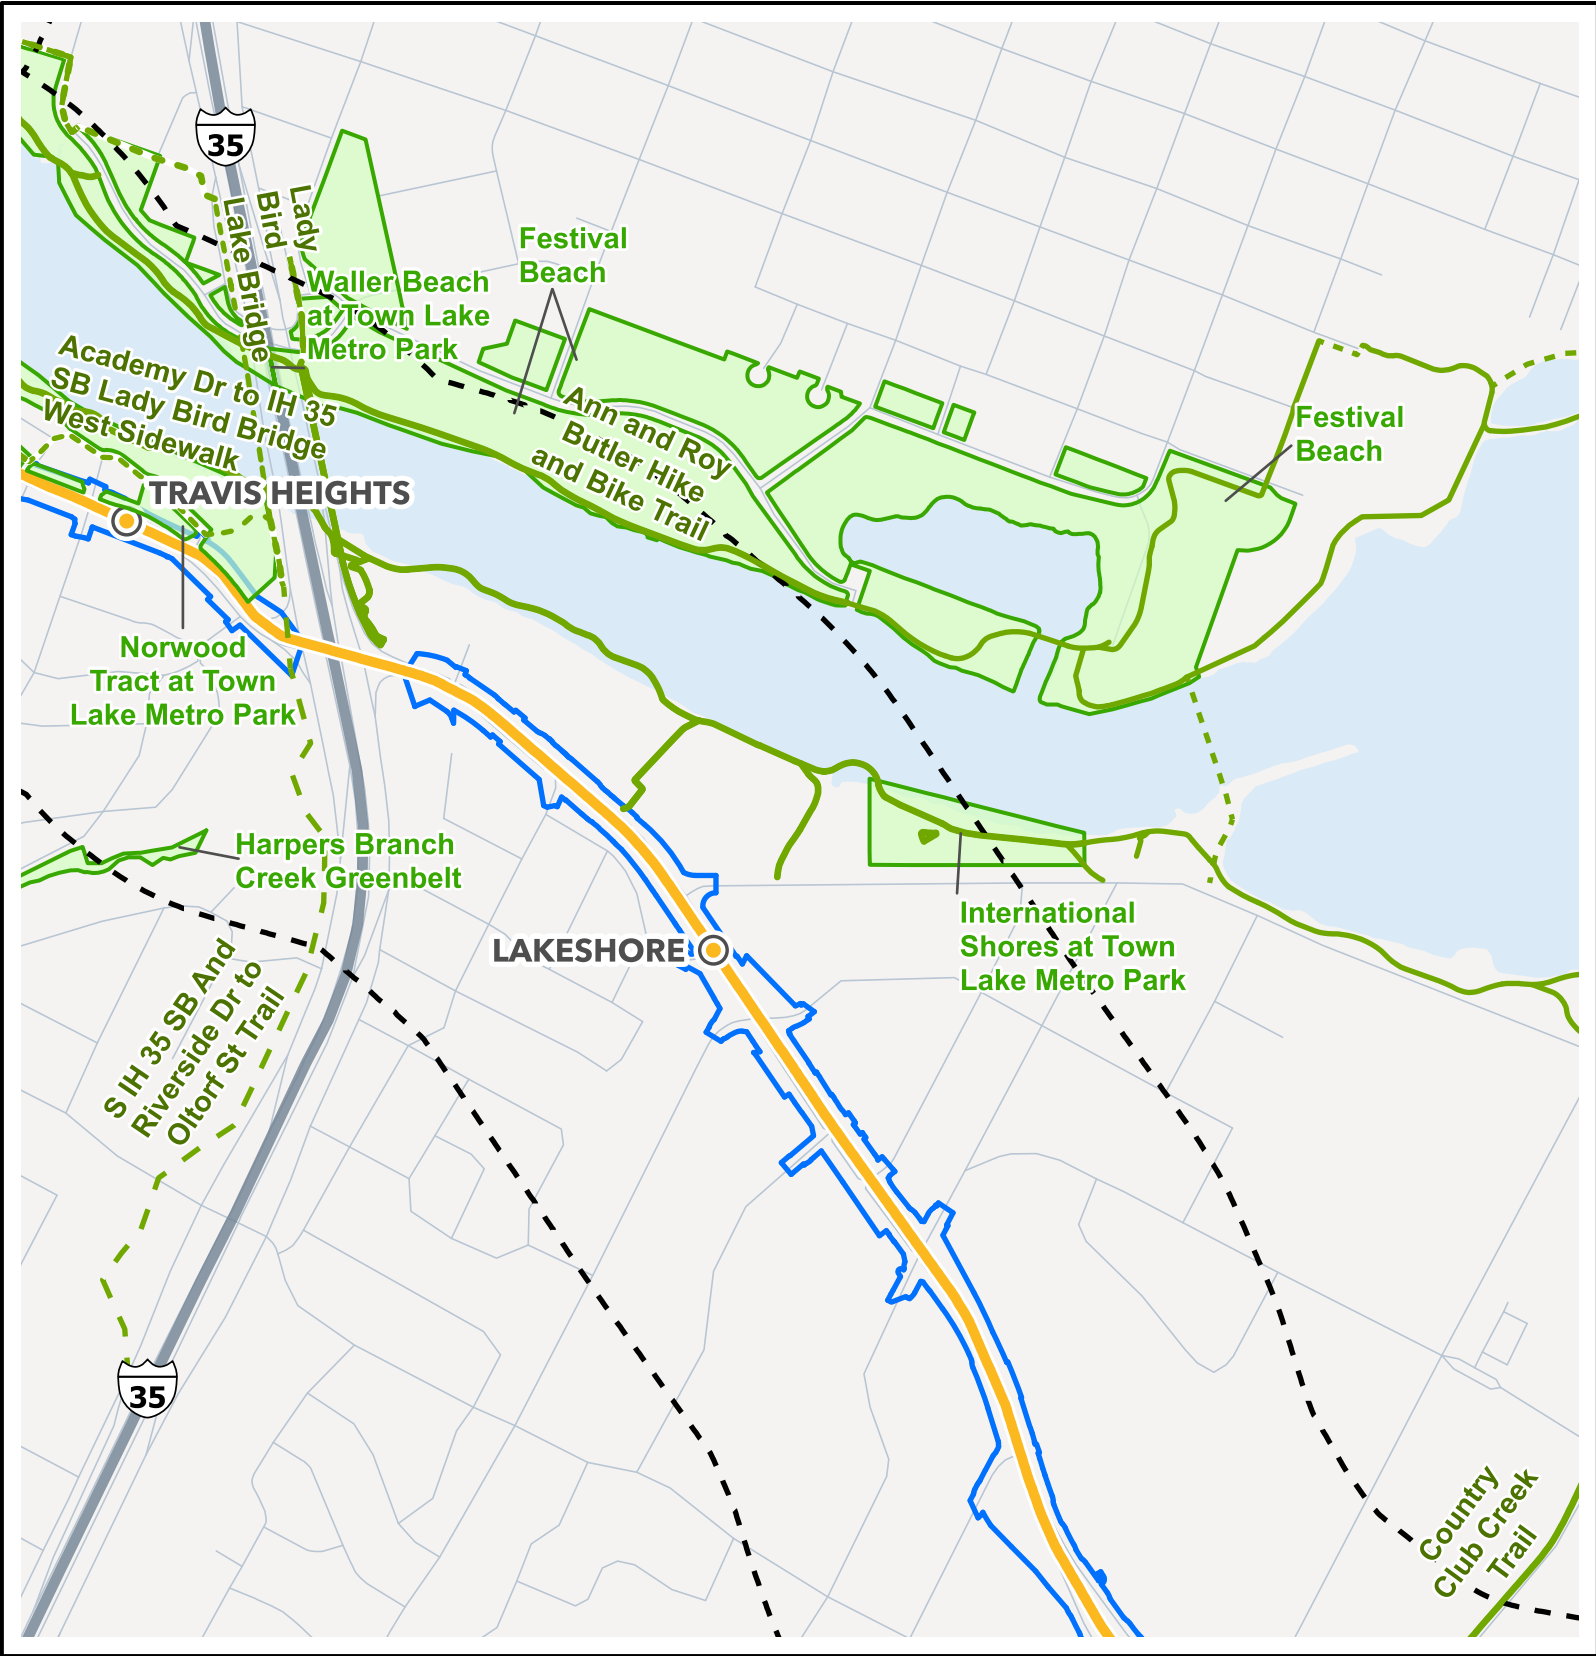 35
Lady
Bird
Lake Bridge
Festival
Beach
Waller Beach
at Town Lake
Metro Park
Academy Dr to IH 35
SB Lady Bird Bridge
West Sidewalk
Ann and Roy
Butler Hike
and Bike Trail
Festival
Beach
TRAVIS HEIGHTS
Norwood
Tract at Town
Lake Metro Park
Harpers Branch
Creek Greenbelt
LAKESHORE
International
Shores at Town
Lake Metro Park
S IH 35 SB And
Riverside Dr to
Oltorf St Trail
35
Country
Club Creek
Trail